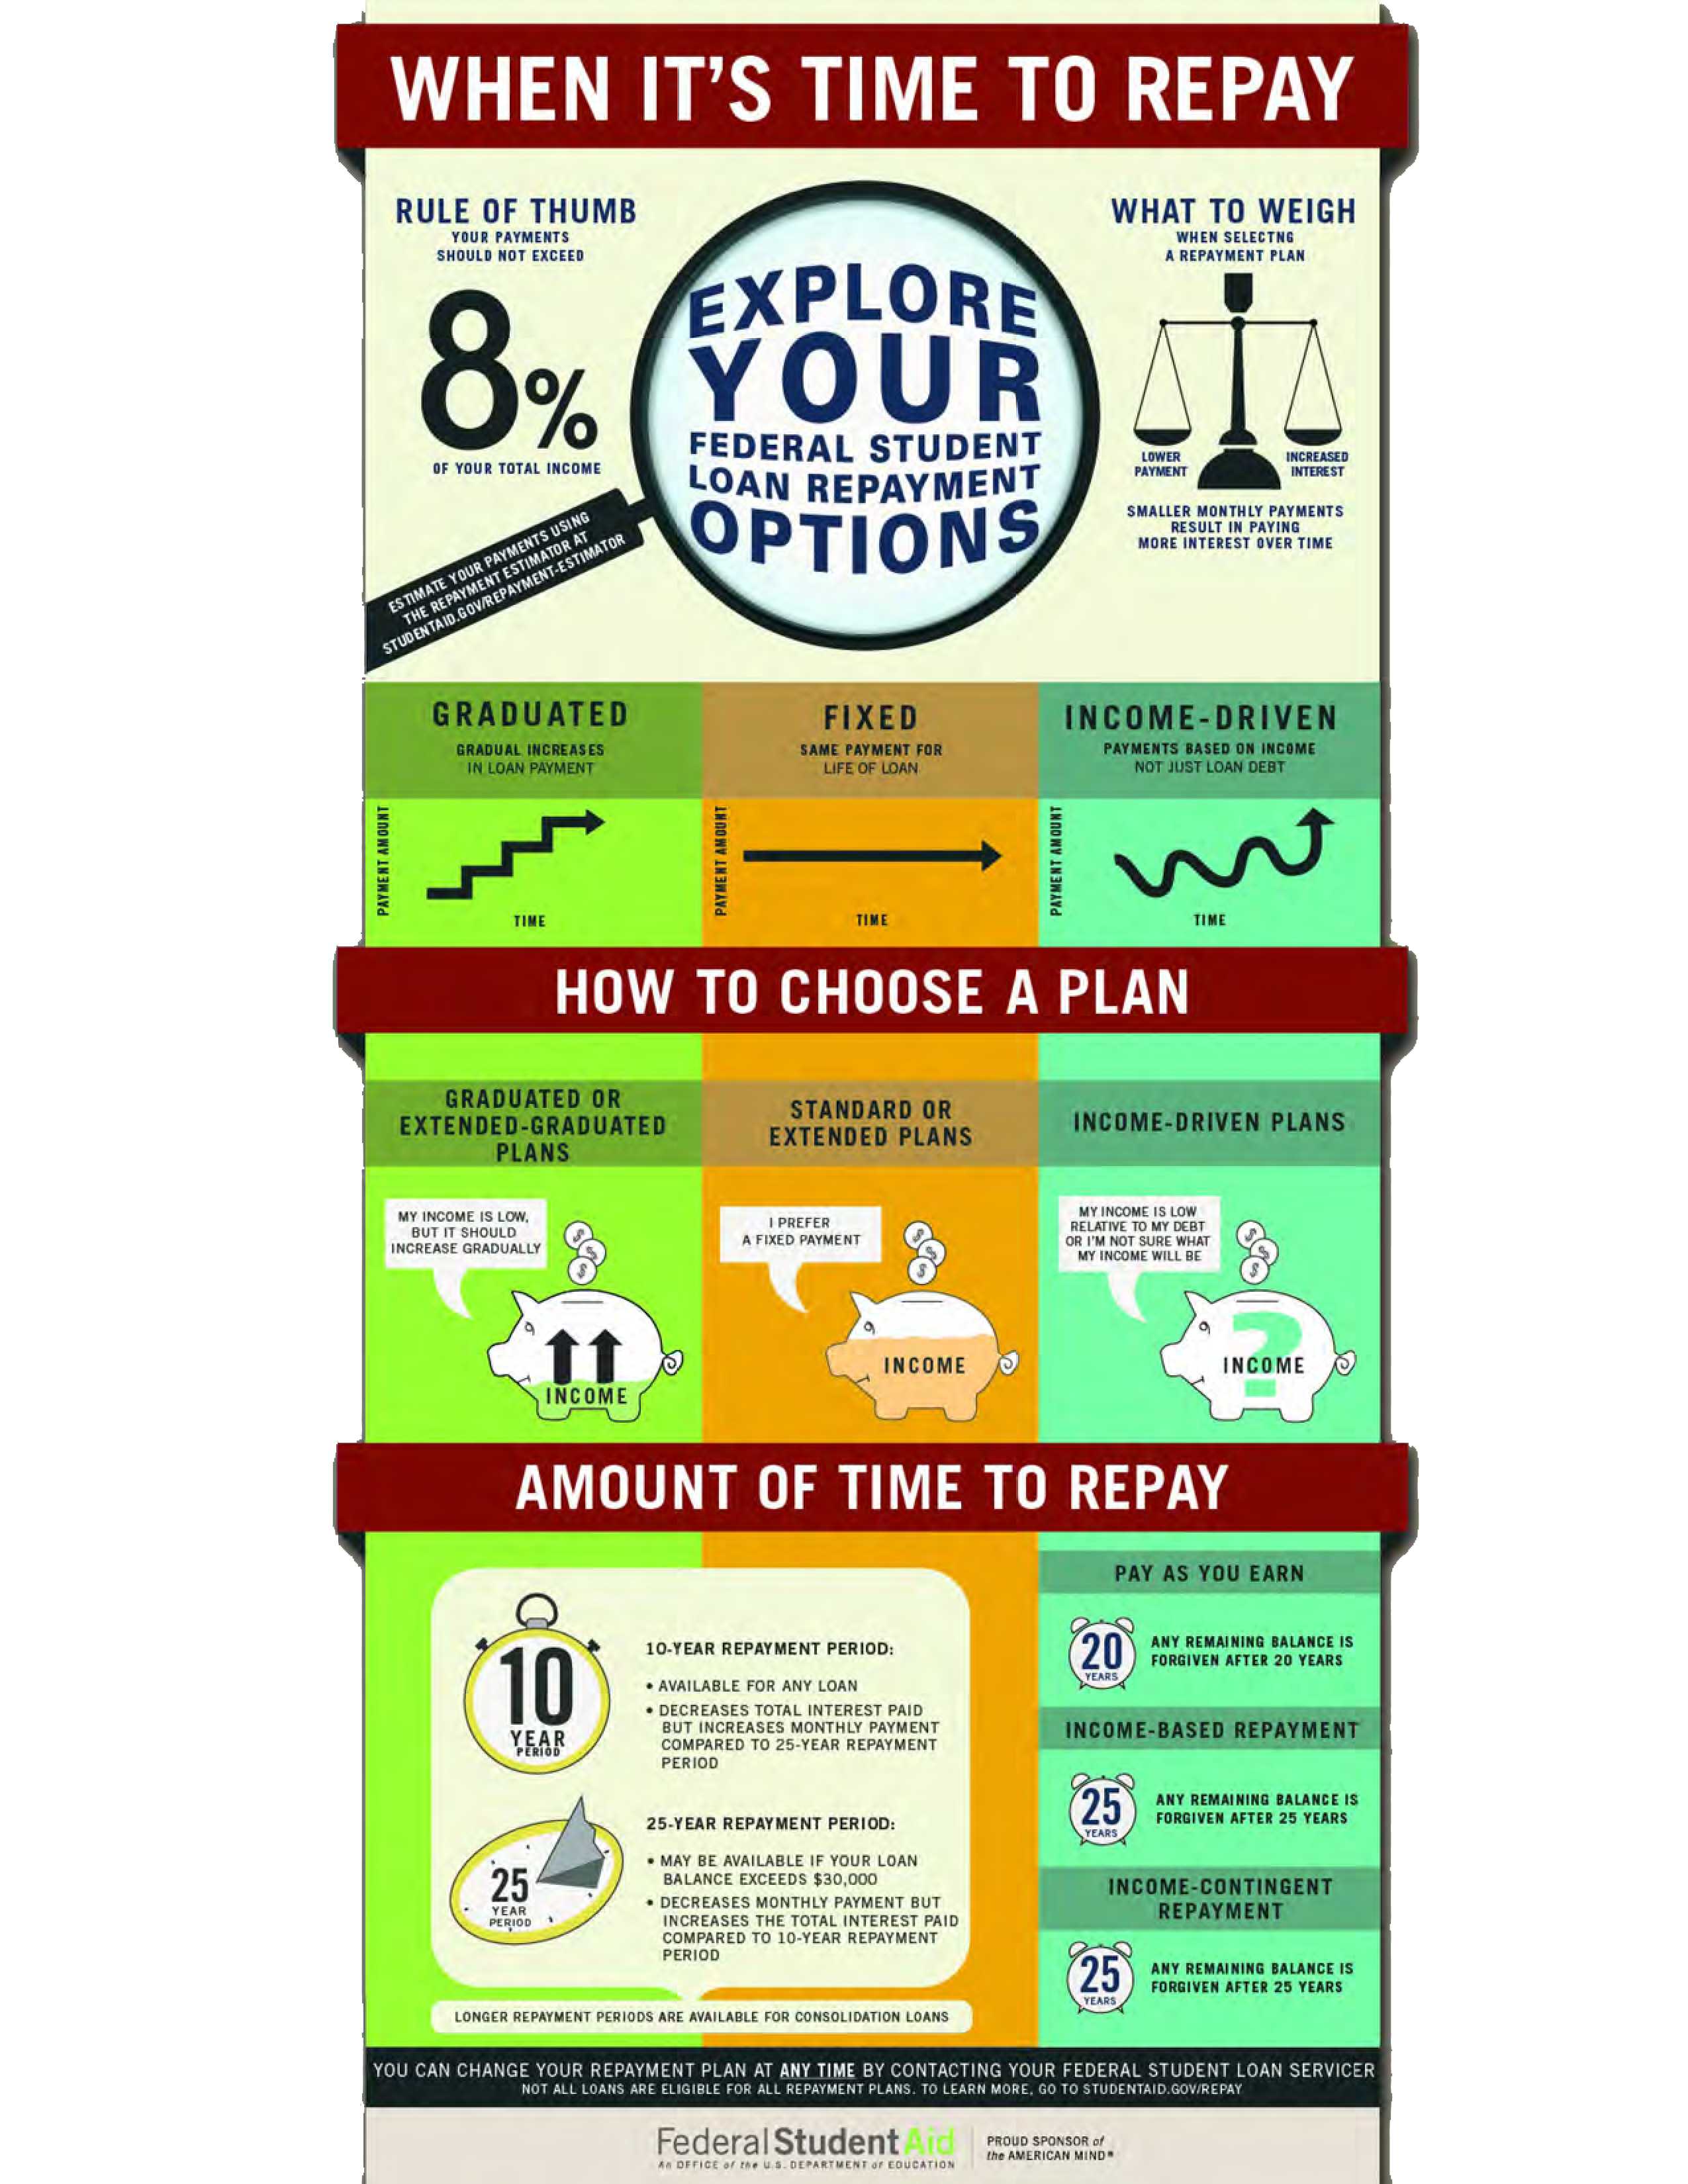 WHEN IT'S TIME TO REPAY
RULE OF THUMB
YOUR PAYMENTS
SHOULD NOT EXCEED
8%
OF YOUR TOTAL INCOME
ESTIMATE YOUR PAYMENTS USING
THE REPAYMENT ESTIMATOR AT
STUDENTAID.GOV/REPAYMENT-ESTIMATOR
EXPLORE
YOUR
FEDERAL STUDENT
LOAN REPAYMENT
OPTIONS
WHAT TO WEIGH
WHEN SELECTNG
A REPAYMENT PLAN
LOWER
PAYMENT
INCREASED
INTEREST
SMALLER MONTHLY PAYMENTS
RESULT IN PAYING
MORE INTEREST OVER TIME
GRADUATED
GRADUAL INCREASES
IN LOAN PAYMENT
PAYMENT AMOUNT
TIME
FIXED
SAME PAYMENT FOR
LIFE OF LOAN
PAYMENT AMOUNT
TIME
INCOME-DRIVEN
PAYMENTS BASED ON INCOME
NOT JUST LOAN DEBT
PAYMENT AMOUNT
TIME
HOW TO CHOOSE A PLAN
GRADUATED OR
EXTENDED-GRADUATED
PLANS
MY INCOME IS LOW,
BUT IT SHOULD
INCREASE GRADUALLY
$
$
$
INCOME
STANDARD OR
EXTENDED PLANS
I PREFER
A FIXED PAYMENT
$
$
$
INCOME
INCOME-DRIVEN PLANS
MY INCOME IS LOW
RELATIVE TO MY DEBT
OR I'M NOT SURE WHAT
MY INCOME WILL BE
$
$
$
?
INCOME
AMOUNT OF TIME TO REPAY
10
YEAR
PERIOD
10-YEAR REPAYMENT PERIOD:
• AVAILABLE FOR ANY LOAN
• DECREASES TOTAL INTEREST PAID
BUT INCREASES MONTHLY PAYMENT
COMPARED TO 25-YEAR REPAYMENT
PERIOD
25
YEAR
PERIOD
25-YEAR REPAYMENT PERIOD:
• MAY BE AVAILABLE IF YOUR LOAN
BALANCE EXCEEDS $30,000
• DECREASES MONTHLY PAYMENT BUT
INCREASES THE TOTAL INTEREST PAID
COMPARED TO 10-YEAR REPAYMENT
PERIOD
LONGER REPAYMENT PERIODS ARE AVAILABLE FOR CONSOLIDATION LOANS
PAY AS YOU EARN
20
YEARS
ANY REMAINING BALANCE IS
FORGIVEN AFTER 20 YEARS
INCOME-BASED REPAYMENT
25
YEARS
ANY REMAINING BALANCE IS
FORGIVEN AFTER 25 YEARS
INCOME-CONTINGENT
REPAYMENT
25
YEARS
ANY REMAINING BALANCE IS
FORGIVEN AFTER 25 YEARS
YOU CAN CHANGE YOUR REPAYMENT PLAN AT ANY TIME BY CONTACTING YOUR FEDERAL STUDENT LOAN SERVICER
NOT ALL LOANS ARE ELIGIBLE FOR ALL REPAYMENT PLANS. TO LEARN MORE, GO TO STUDENTAID.GOV/REPAY
Federal Student Aid
An OFFICE of the U.S. DEPARTMENT of EDUCATION
PROUD SPONSOR of
the AMERICAN MIND®